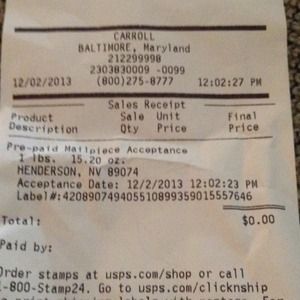 CARROLL
BALTIMORE, Maryland
212299998
2303830009 -0099
12/02/2013 (800)275-8777 12:02:27 PM
Sales Receipt
Product Sale Unit Final
Description Qty Price Price
Pre-paid Mailpiece Acceptance
1 lbs. 15.20 oz.
HENDERSON, NV 89074
Acceptance Date: 12/2/2013 12:02:23 PM
Label#:420890749405510899359015557646
Total: $0.00
Paid by:
Order stamps at usps.com/shop or call
1-800-Stamp24. Go to usps.com/clicknship